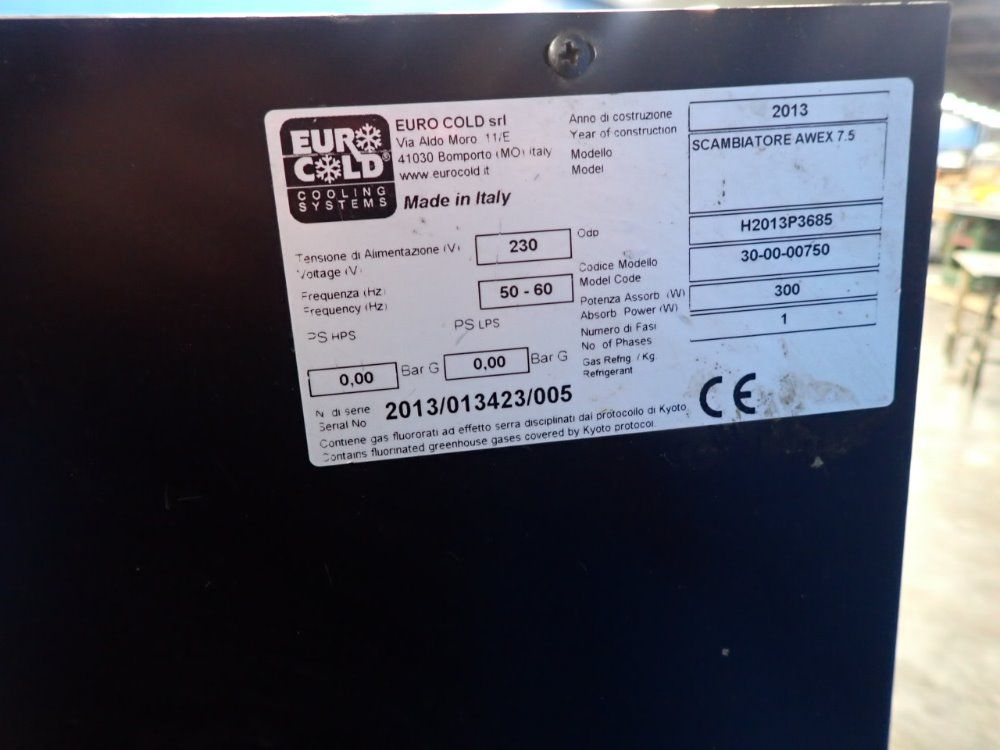 EURO COLD®
COOLING
SYSTEMS
EURO COLD srl
Via Aldo Moro 11/E
41030 Bomporto (MO) Italy
www.eurocold.it
Made in Italy
Anno di costruzione
Year of construction
2013
Modello
Model
SCAMBIATORE AWEX 7.5
Tensione di Alimentazione (V)
Voltage (V)
230
Odp
H2013P3685
Codice Modello
Model Code
30-00-00750
Frequenza (Hz)
Frequency (Hz)
50 - 60
Potenza Assorb (W)
Absorb Power (W)
300
Numero di Fasi
No of Phases
1
PS HPS
PS LPS
0,00 Bar G
0,00 Bar G
Gas Refrig. / Kg.
Refrigerant
N. di serie
Serial No
2013/013423/005
CE
Contiene gas fluororati ad effetto serra disciplinati dal protocollo di Kyoto
Contains fluorinated greenhouse gases covered by Kyoto protocol.